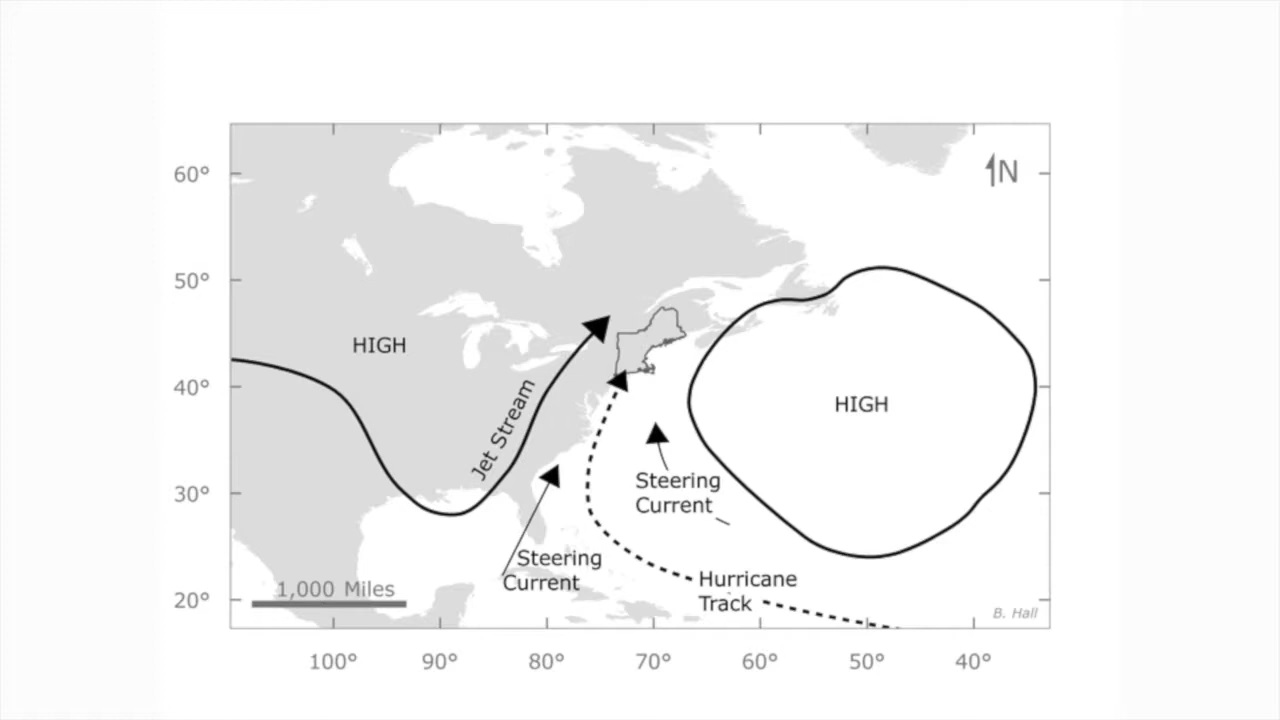 60°
N
50°
HIGH
40°
HIGH
Jet Stream
30°
Steering
Current
Steering
Current
1,000 Miles
Hurricane
Track
20°
B. Hall
100°
90°
80°
70°
60°
50°
40°